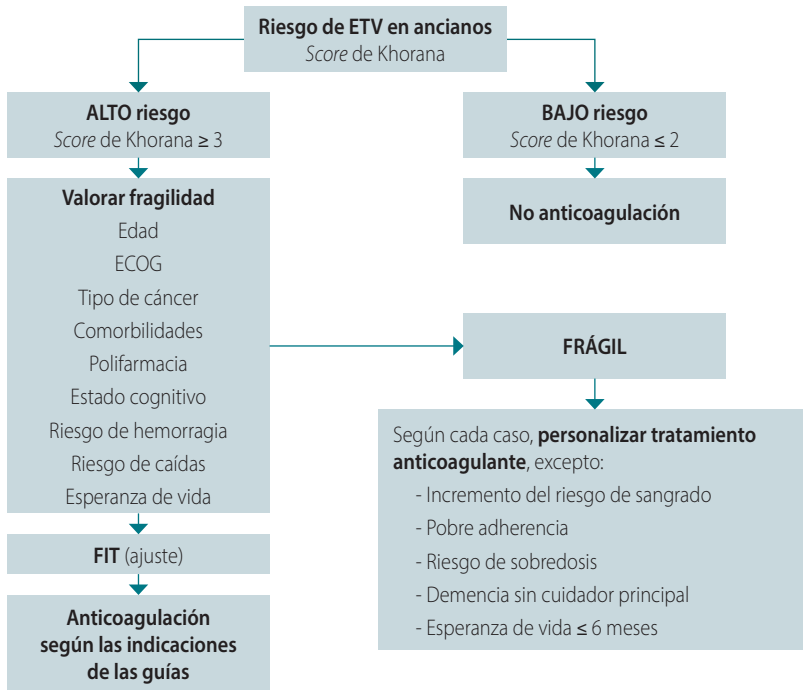 Riesgo de ETV en ancianos
Score de Khorana
ALTO riesgo
Score de Khorana ≥ 3
BAJO riesgo
Score de Khorana ≤ 2
No anticoagulación
Valorar fragilidad
Edad
ECOG
Tipo de cáncer
Comorbilidades
Polifarmacia
Estado cognitivo
Riesgo de hemorragia
Riesgo de caídas
Esperanza de vida
FRÁGIL
Según cada caso, personalizar tratamiento
anticoagulante, excepto:
- Incremento del riesgo de sangrado
- Pobre adherencia
- Riesgo de sobredosis
- Demencia sin cuidador principal
- Esperanza de vida ≤ 6 meses
FIT (ajuste)
Anticoagulación
según las indicaciones
de las guías